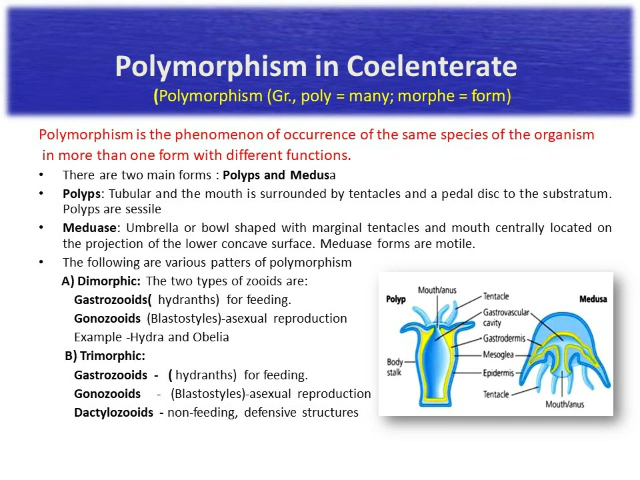 Polymorphism in Coelenterate
(Polymorphism (Gr., poly = many; morphe = form)
Polymorphism is the phenomenon of occurrence of the same species of the organism
in more than one form with different functions.
• There are two main forms : Polyps and Medusa
• Polyps: Tubular and the mouth is surrounded by tentacles and a pedal disc to the substratum.
Polyps are sessile
• Meduase: Umbrella or bowl shaped with marginal tentacles and mouth centrally located on
the projection of the lower concave surface. Meduase forms are motile.
• The following are various patters of polymorphism
A) Dimorphic: The two types of zooids are:
Gastrozooids( hydranths) for feeding.
Gonozooids (Blastostyles)-asexual reproduction
Example -Hydra and Obelia
B) Trimorphic:
Gastrozooids - ( hydranths) for feeding.
Gonozooids - (Blastostyles)-asexual reproduction
Dactylozooids - non-feeding, defensive structures
Mouth/anus
Polyp
Tentacle
Medusa
Gastrovascular
cavity
Gastrodermis
Mesoglea
Body
stalk
Epidermis
Tentacle
Mouth/anus